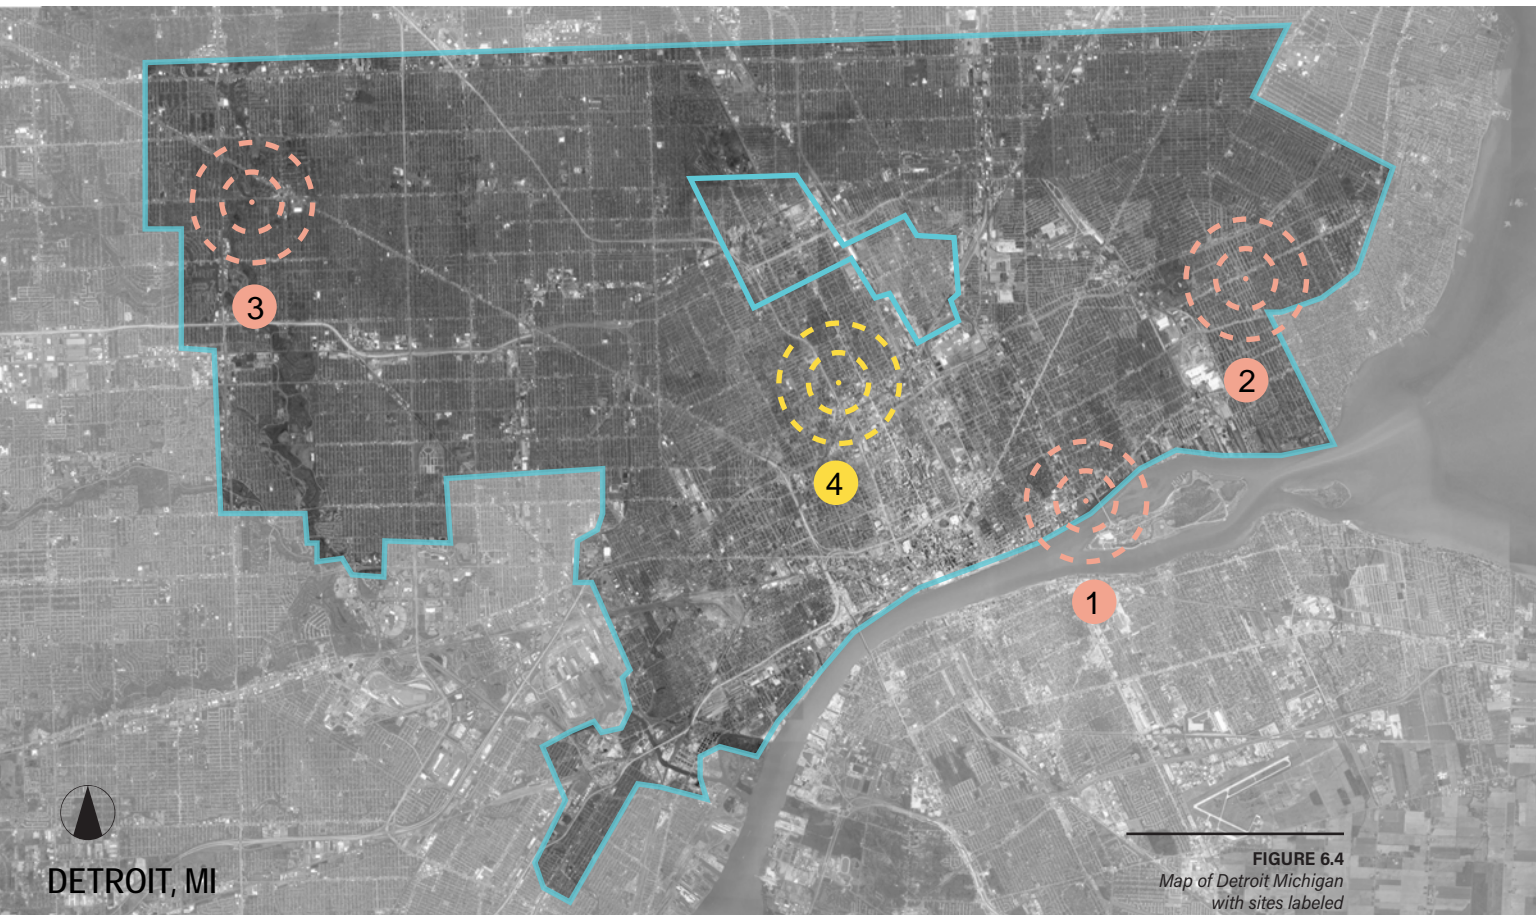 3
2
4
1
DETROIT, MI
FIGURE 6.4
Map of Detroit Michigan
with sites labeled